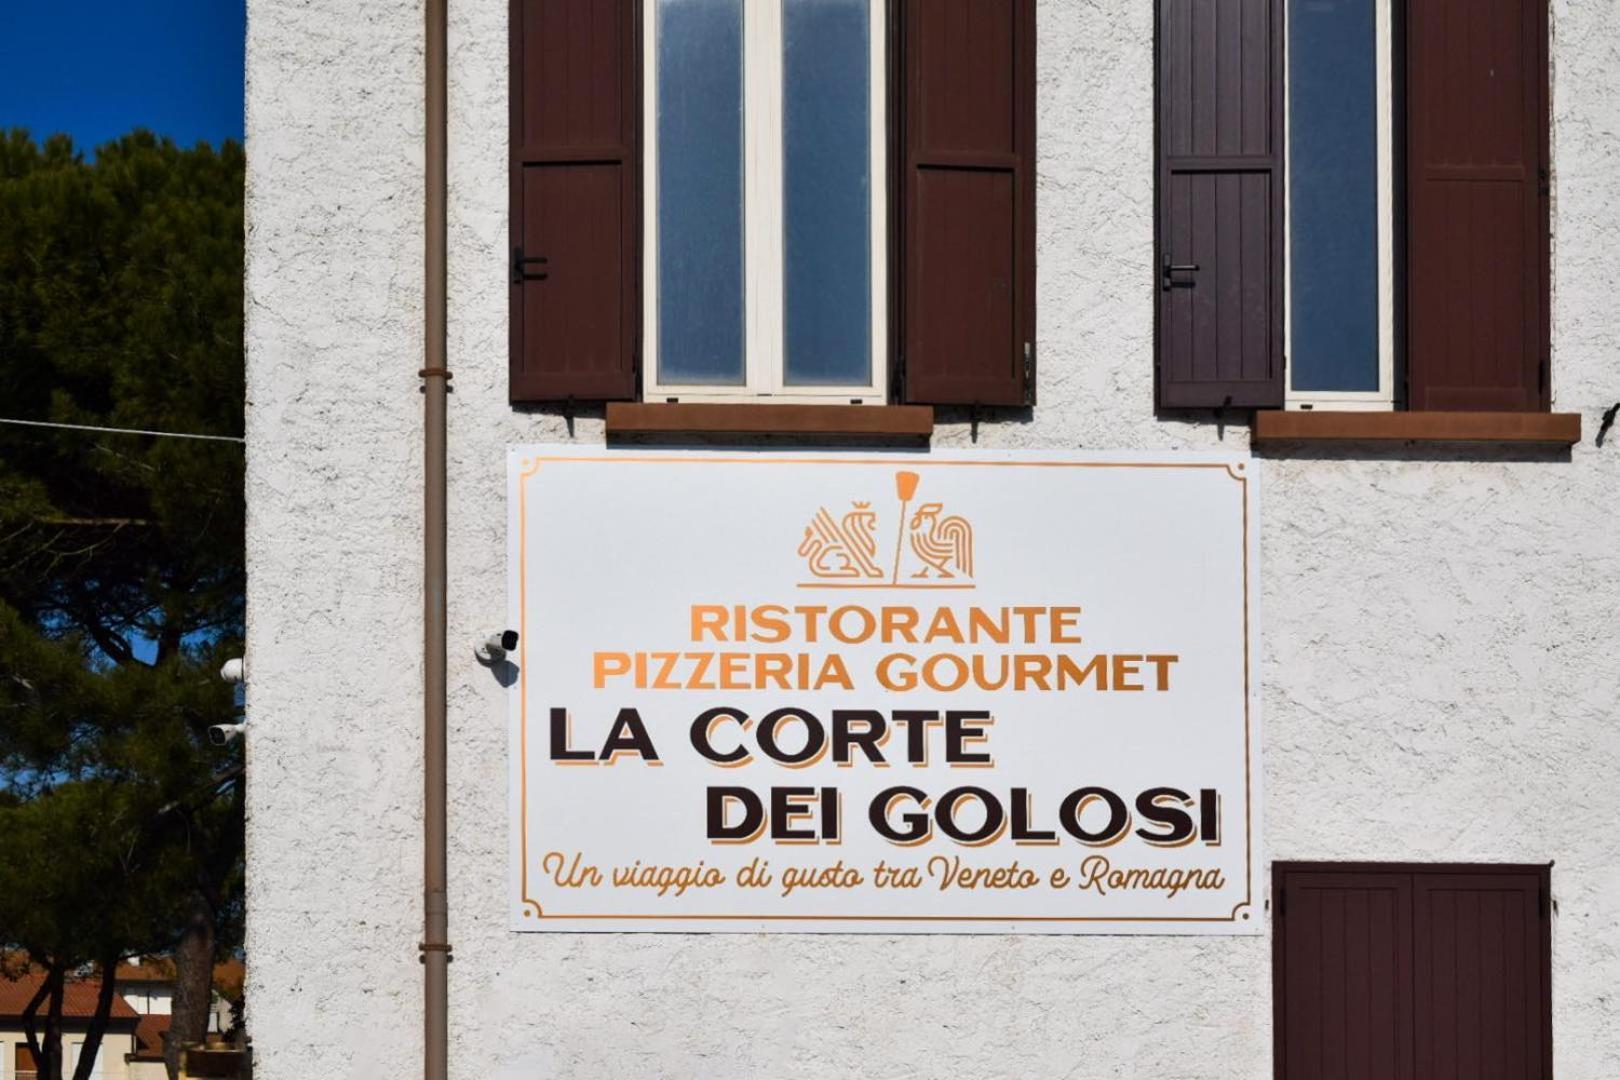 RISTORANTE
PIZZERIA GOURMET
LA CORTE
DEI GOLOSI
Un viaggio di gusto tra Veneto e Romagna